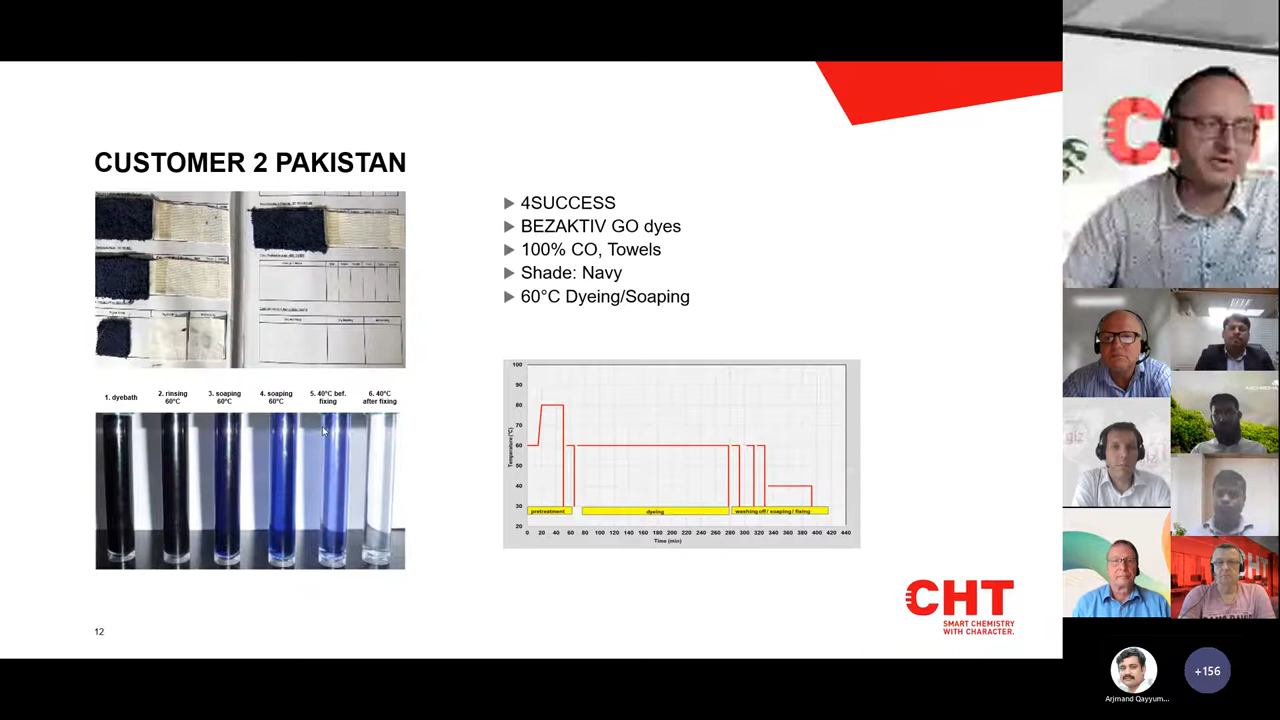 CUSTOMER 2 PAKISTAN
4SUCCESS
BEZAKTIV GO dyes
100% CO, Towels
Shade: Navy
60°C Dyeing/Soaping
1. dyebath
2. rinsing
60°C
3. soaping
60°C
4. soaping
60°C
5. 40°C bef.
fixing
6. 40°C
after fixing
Temperature (°C)
100
90
80
70
60
50
40
30
20
pretreatment
dyeing
washing off / soaping / fixing
0 20 40 60 80 100 120 140 160 180 200 220 240 260 280 300 320 340 360 380 400 420 440
Time (min)
CHT
SMART CHEMISTRY
WITH CHARACTER.
12
giz
Arjmand Qayyum...
+156